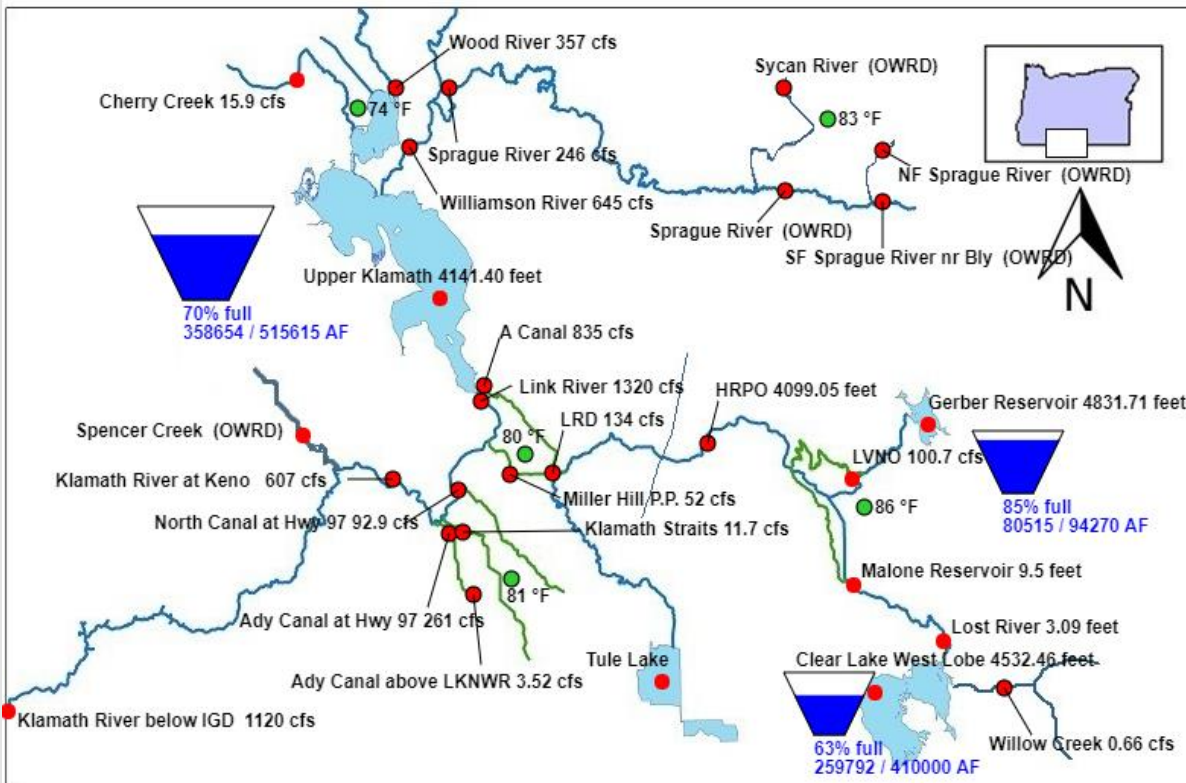 Wood River 357 cfs
Sycan River (OWRD)
Cherry Creek 15.9 cfs
74 °F
83 °F
Sprague River 246 cfs
NF Sprague River (OWRD)
Williamson River 645 cfs
Sprague River (OWRD)
SF Sprague River nr Bly (OWRD)
N
Upper Klamath 4141.40 feet
70% full
358654 / 515615 AF
A Canal 835 cfs
Link River 1320 cfs
HRPO 4099.05 feet
Gerber Reservoir 4831.71 feet
LRD 134 cfs
Spencer Creek (OWRD)
80 °F
LVNO 100.7 cfs
Klamath River at Keno 607 cfs
Miller Hill P.P. 52 cfs
86 °F
85% full
80515 / 94270 AF
North Canal at Hwy 97 92.9 cfs
Klamath Straits 11.7 cfs
Malone Reservoir 9.5 feet
81 °F
Ady Canal at Hwy 97 261 cfs
Lost River 3.09 feet
Tule Lake
Clear Lake West Lobe 4532.46 feet
Ady Canal above LKNWR 3.52 cfs
Klamath River below IGD 1120 cfs
63% full
259792 / 410000 AF
Willow Creek 0.66 cfs